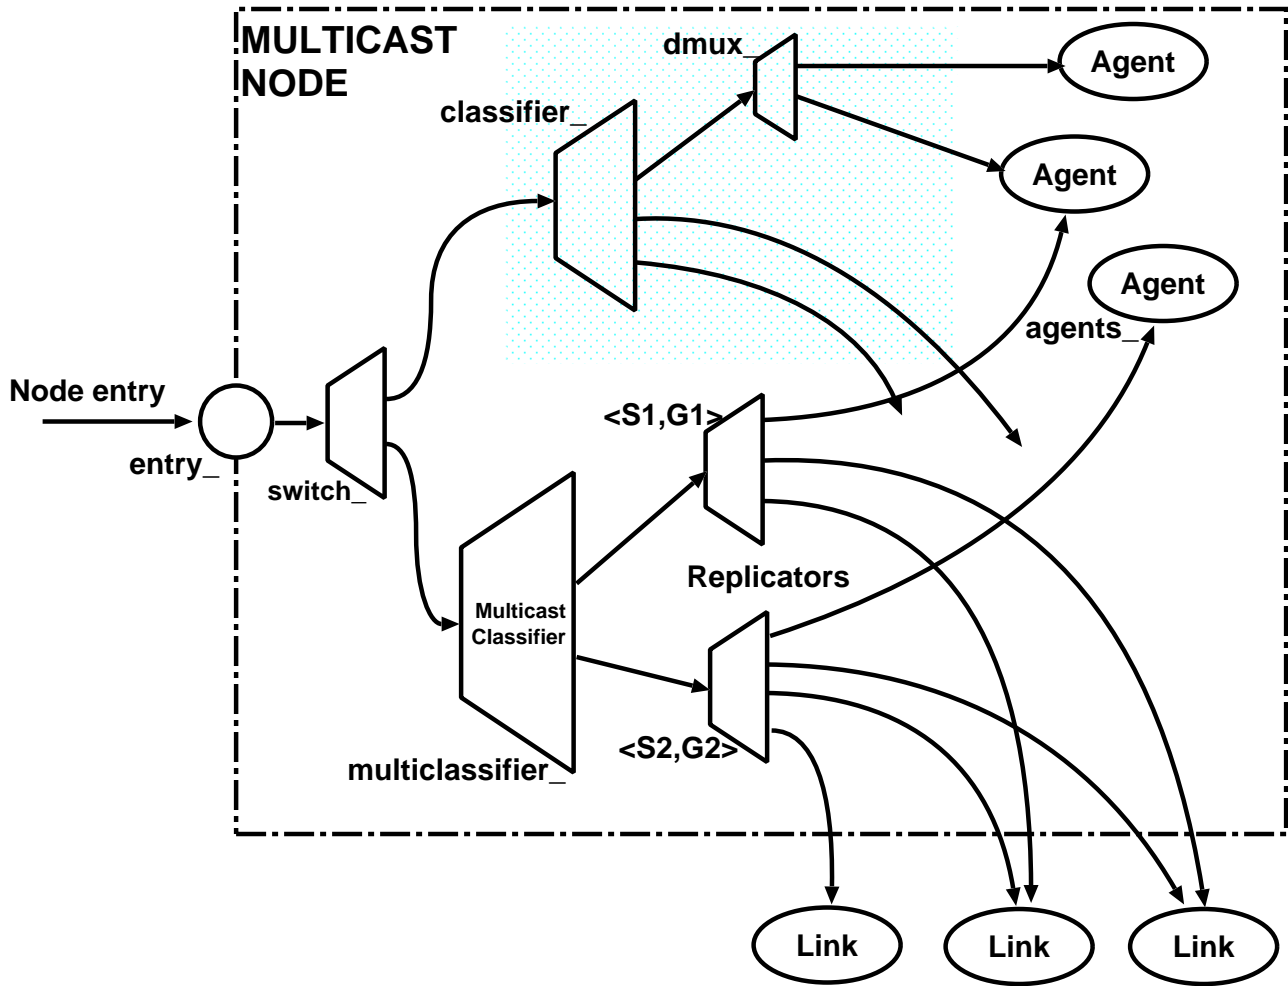 MULTICAST
NODE
dmux_
Agent
classifier_
Agent
Agent
agents_
Node entry
<S1,G1>
entry_
switch_
Replicators
Multicast
Classifier
<S2,G2>
multiclassifier_
Link
Link
Link